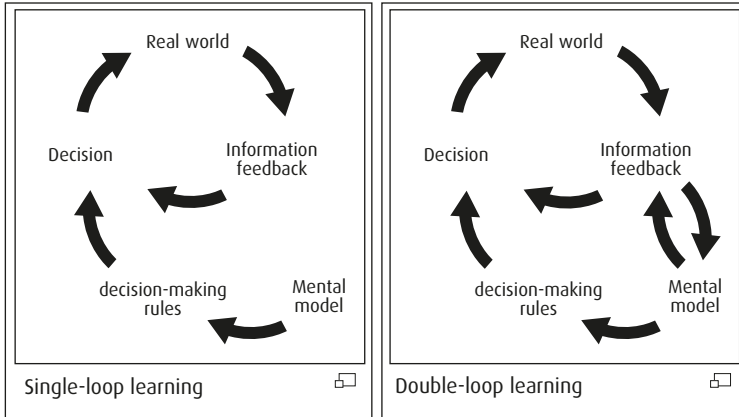 Real world
Decision
Information
feedback
decision-making
rules
Mental
model
Single-loop learning
Real world
Decision
Information
feedback
decision-making
rules
Mental
model
Double-loop learning